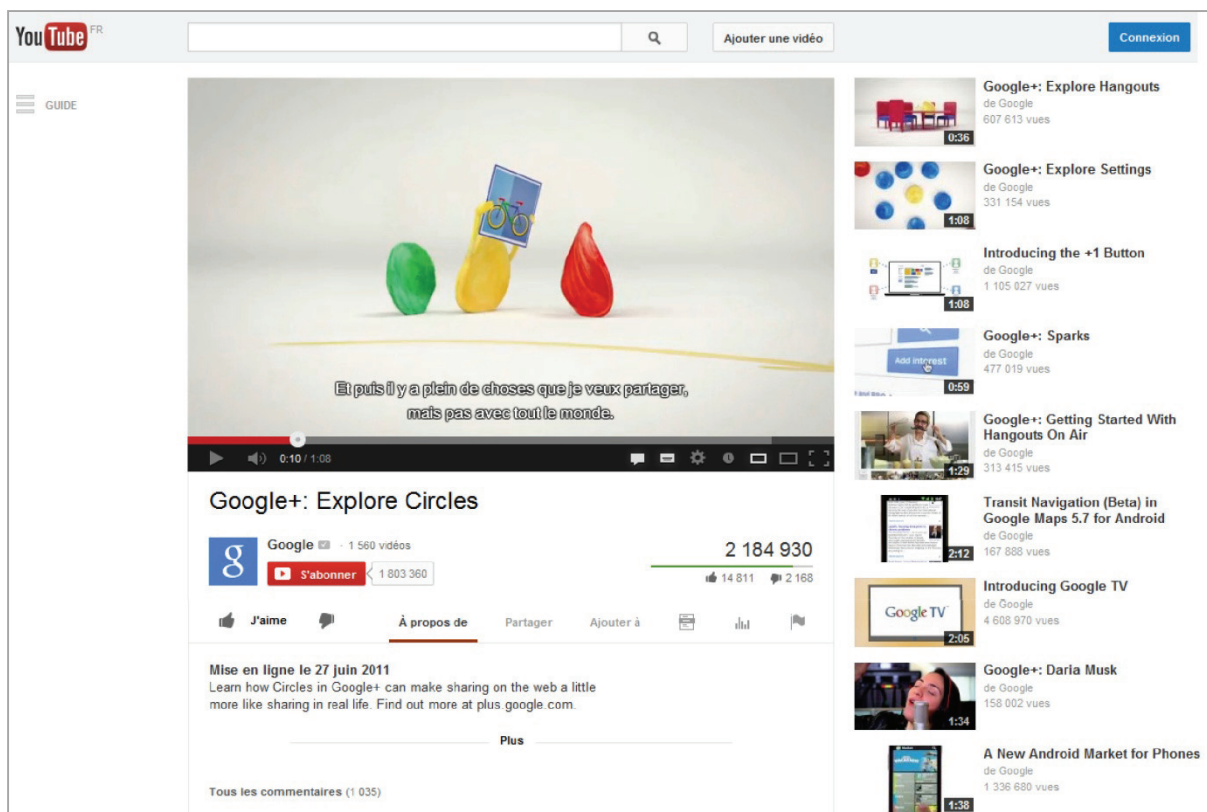 YouTube FR
Ajouter une vidéo
Connexion
GUIDE
Et puis il y a plein de choses que je veux partager,
mais pas avec tout le monde.
0:10 / 1:08
Google+: Explore Circles
g
Google · 1 560 vidéos
S'abonner 1 803 360
2 184 930
14 811 2 168
J'aime
À propos de Partager Ajouter à
Mise en ligne le 27 juin 2011
Learn how Circles in Google+ can make sharing on the web a little
more like sharing in real life. Find out more at plus.google.com.
Plus
Tous les commentaires (1 035)
0:36
Google+: Explore Hangouts
de Google
607 613 vues
1:08
Google+: Explore Settings
de Google
331 154 vues
1:08
Introducing the +1 Button
de Google
1 105 027 vues
Add interest
0:59
Google+: Sparks
de Google
477 019 vues
1:29
Google+: Getting Started With
Hangouts On Air
de Google
313 415 vues
2:12
Transit Navigation (Beta) in
Google Maps 5.7 for Android
de Google
167 888 vues
Google TV
2:05
Introducing Google TV
de Google
4 608 970 vues
1:34
Google+: Daria Musk
de Google
158 002 vues
1:38
A New Android Market for Phones
de Google
1 336 680 vues